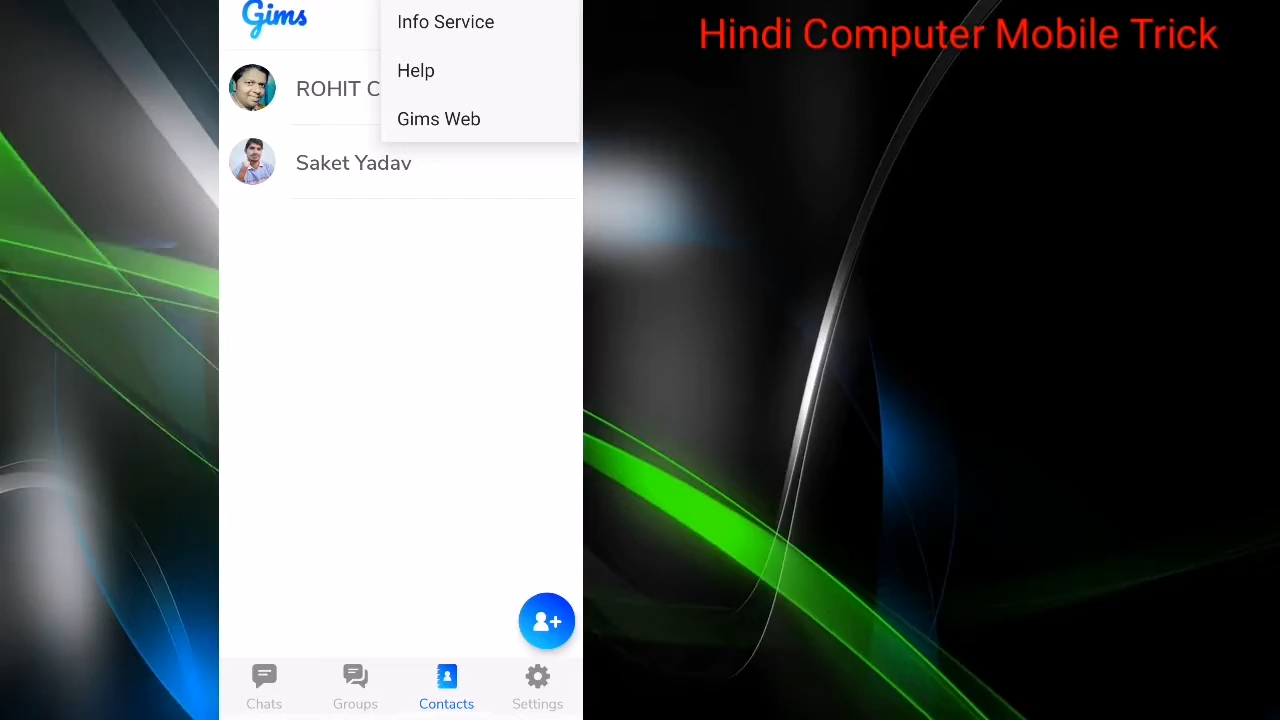 Gims
Info Service
Hindi Computer Mobile Trick
Help
ROHIT C
Gims Web
Saket Yadav
Chats
Groups
Contacts
Settings